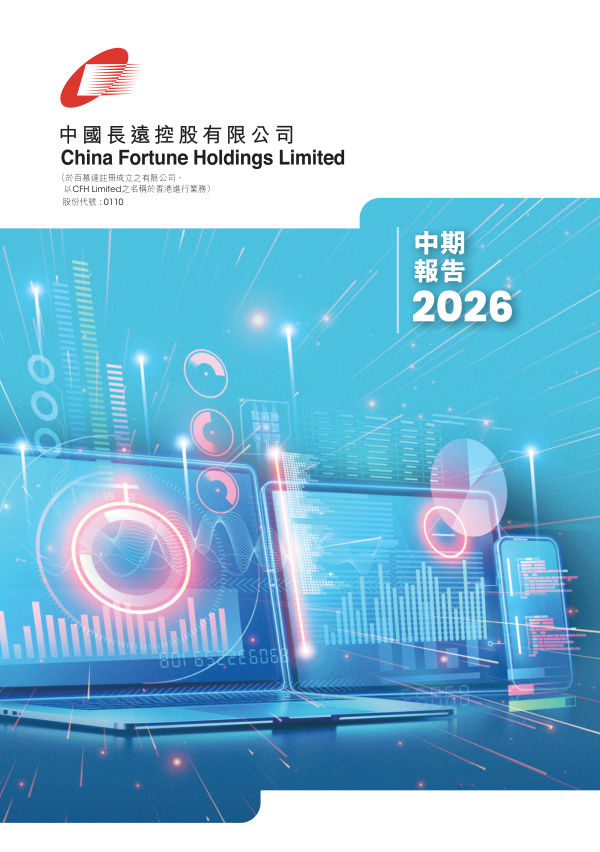 中國長遠控股有限公司
China Fortune Holdings Limited
（於百慕達註冊成立之有限公司，
以CFH Limited之名稱於香港進行業務）
股份代號 : 0110
中期
報告
2026